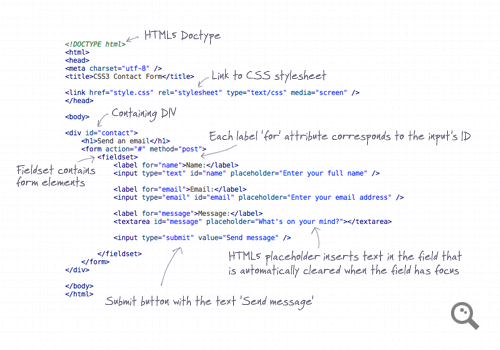 HTML5 Doctype
<!DOCTYPE html>
<html>
<head>
<meta charset="utf-8" />
<title>CSS3 Contact Form</title>
Link to CSS stylesheet
<link href="style.css" rel="stylesheet" type="text/css" media="screen" />
</head>
<body>
Containing DIV
<div id="contact">
<h1>Send an email</h1>
Each label 'for' attribute corresponds to the input's ID
<form action="#" method="post">
<fieldset>
Fieldset contains
form elements
<label for="name">Name:</label>
<input type="text" id="name" placeholder="Enter your full name" />
<label for="email">Email:</label>
<input type="email" id="email" placeholder="Enter your email address" />
<label for="message">Message:</label>
<textarea id="message" placeholder="What's on your mind?"></textarea>
<input type="submit" value="Send message" />
HTML5 placeholder inserts text in the field that
is automatically cleared when the field has focus
</fieldset>
</form>
</div>
</body>
</html>
Submit button with the text 'Send message'